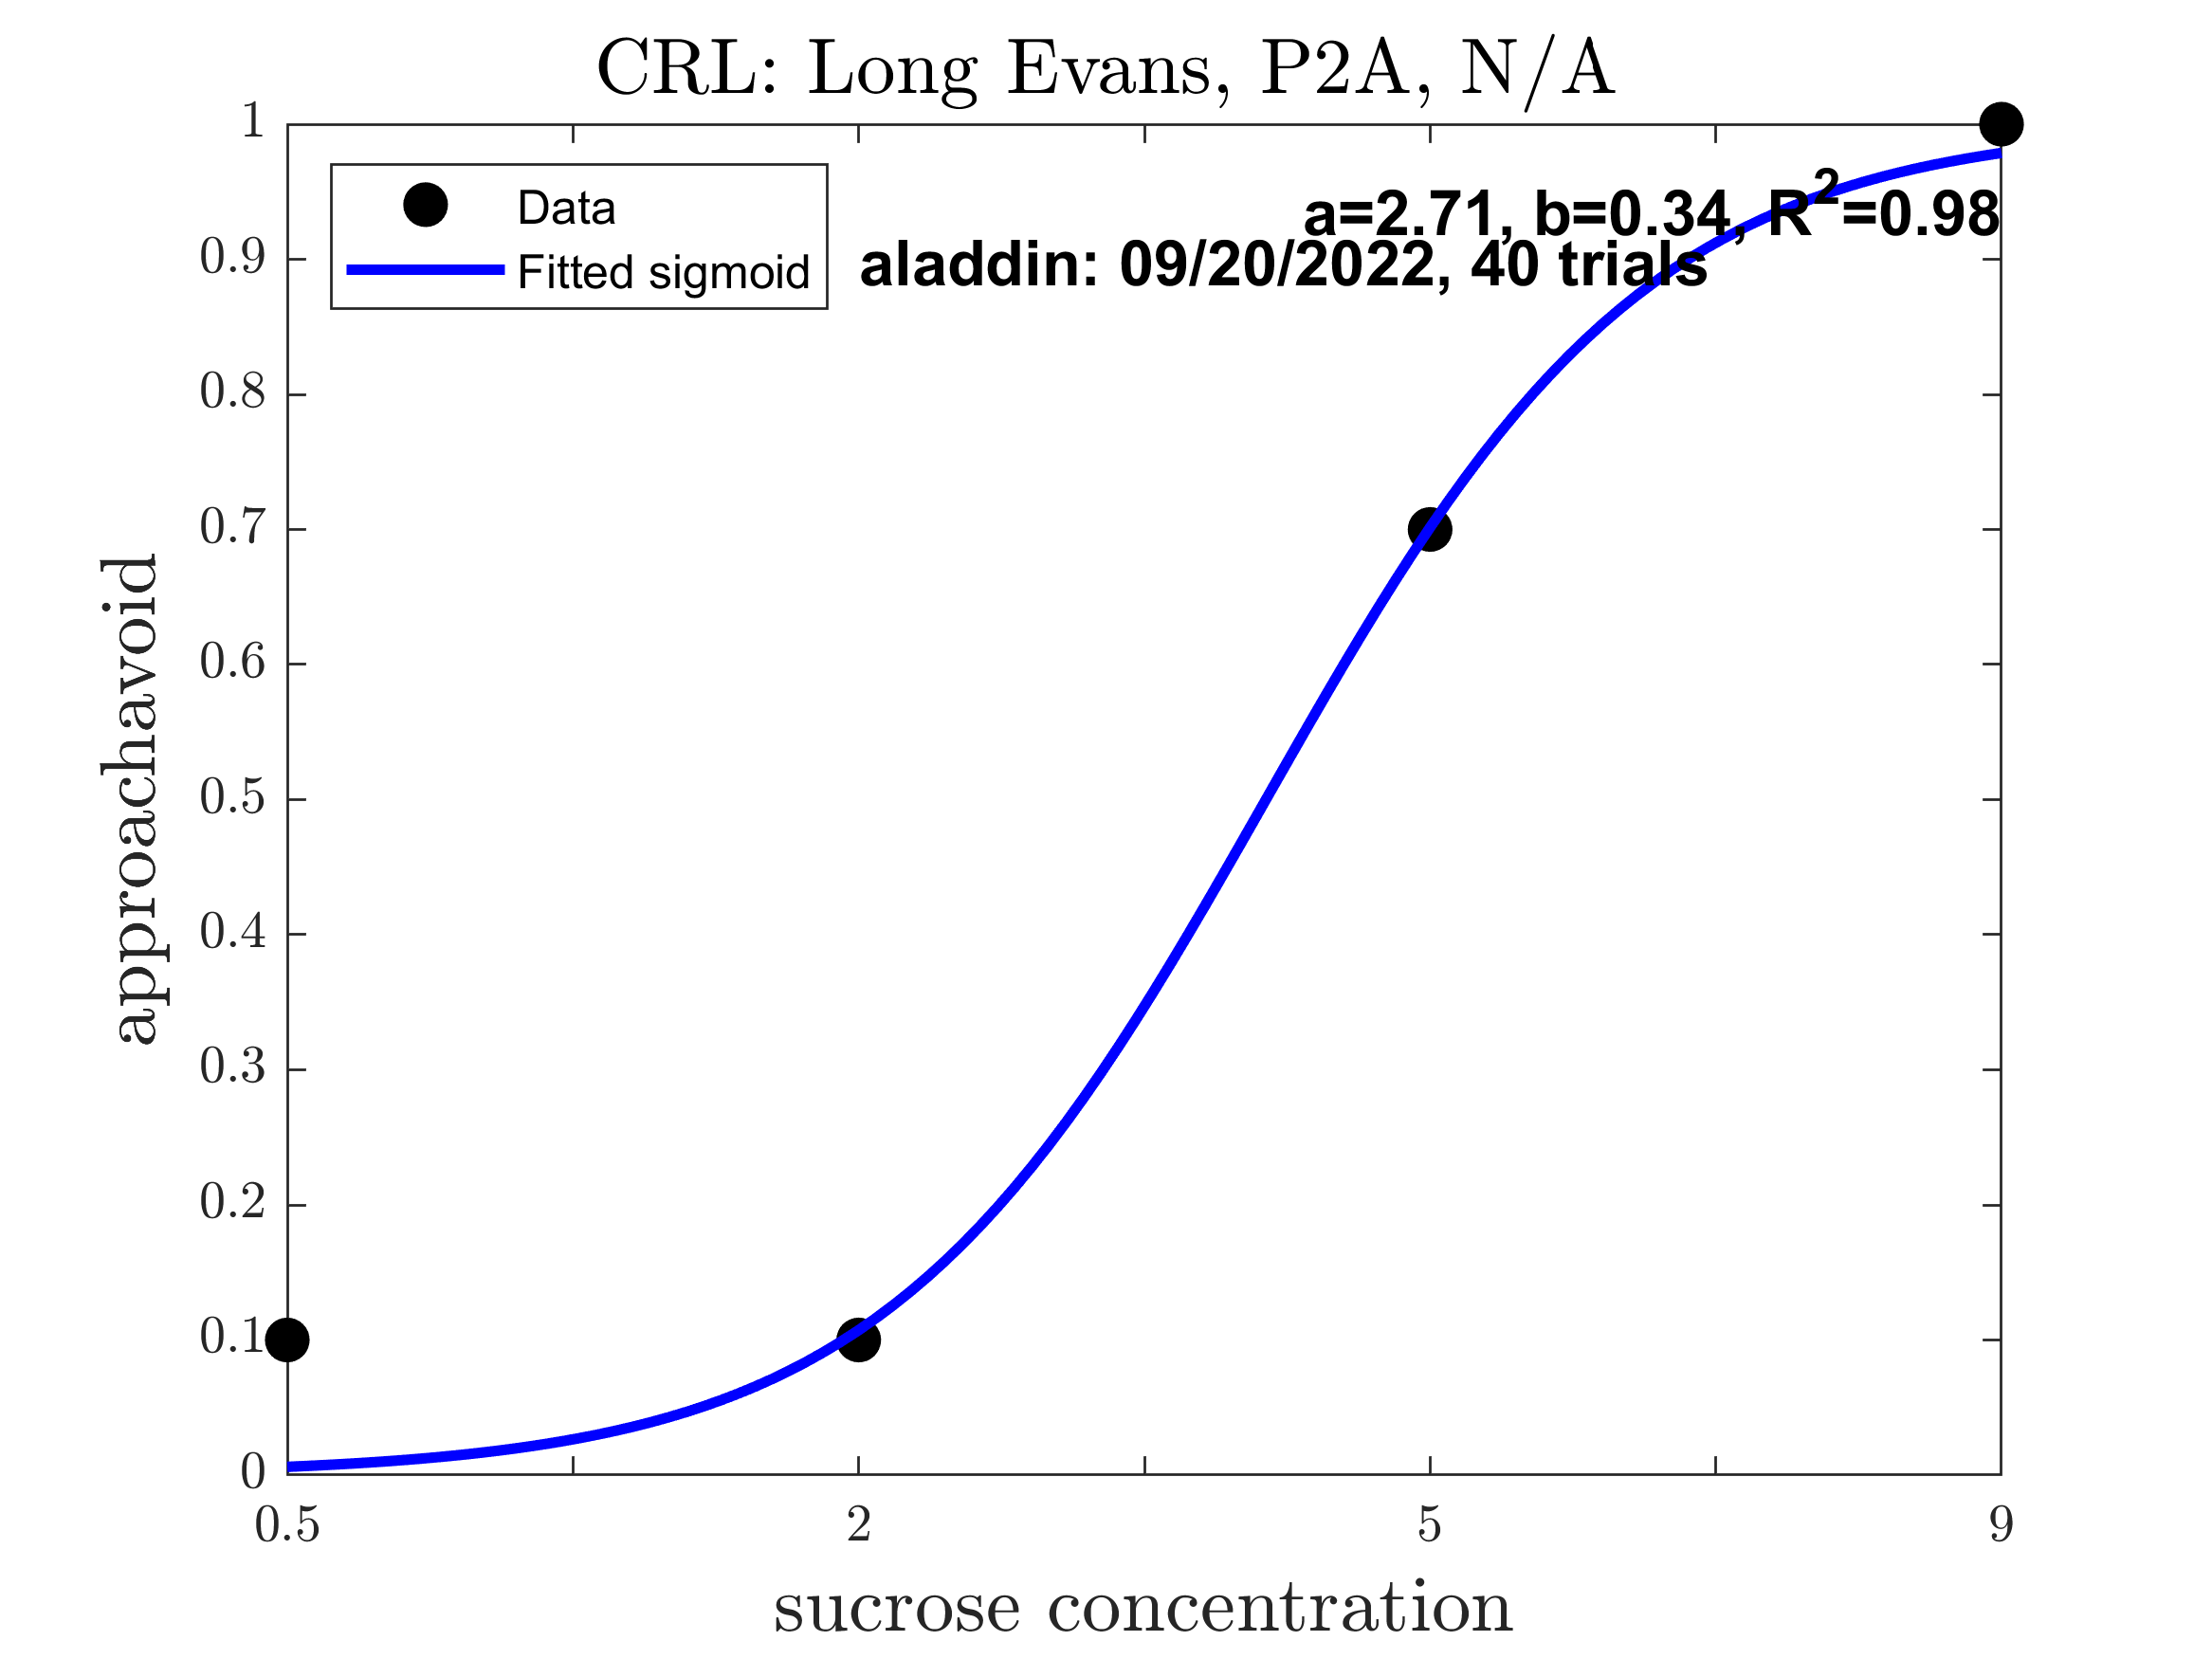 CRL: Long Evans, P2A, N/A
Data
Fitted sigmoid
a=2.71, b=0.34, R²=0.98
aladdin: 09/20/2022, 40 trials
approachavoid
1
0.9
0.8
0.7
0.6
0.5
0.4
0.3
0.2
0.1
0
0.5 2 5 9
sucrose concentration